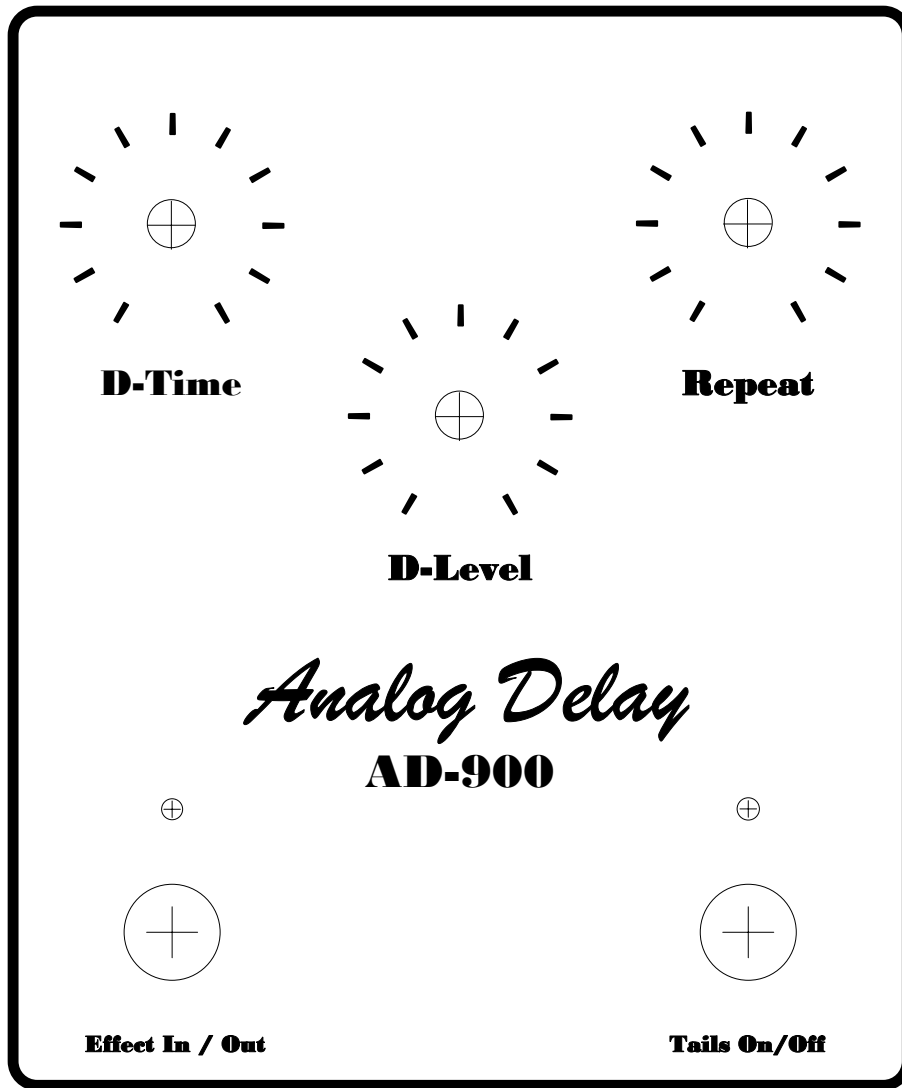 D-Time
Repeat
D-Level
Analog Delay
AD-900
Effect In / Out
Tails On/Off